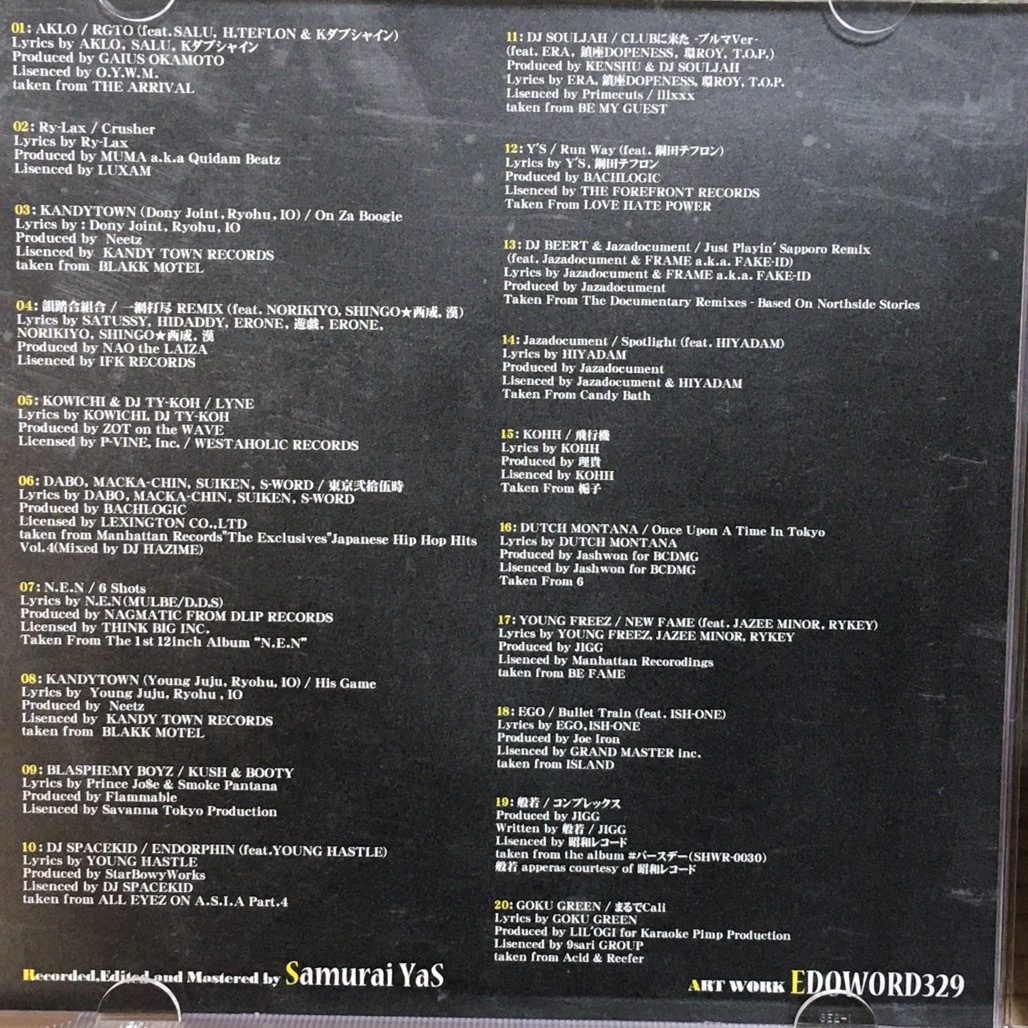 01: AKLO / RGTO (feat.SALU, H.TEFLON & Kダブシャイン)
Lyrics by AKLO, SALU, Kダブシャイン
Produced by GAIUS OKAMOTO
Lisenced by O.Y.W.M.
taken from THE ARRIVAL
02: Ry-Lax / Crusher
Lyrics by Ry-Lax
Produced by MUMA a.k.a Quidam Beatz
Lisenced by LUXAM
03: KANDYTOWN (Dony Joint, Ryohu, IO) / On Za Boogie
Lyrics by : Dony Joint, Ryohu, IO
Produced by Neetz
Lisenced by KANDY TOWN RECORDS
taken from BLAKK MOTEL
04: 韻踏合組合 / 一網打尽 REMIX (feat. NORIKIYO, SHINGO★西成, 漢)
Lyrics by SATUSSY, HIDADDY, ERONE, 遊戯, ERONE,
NORIKIYO, SHINGO★西成, 漢
Produced by NAO the LAIZA
Lisenced by IFK RECORDS
05: KOWICHI & DJ TY-KOH / LYNE
Lyrics by KOWICHI, DJ TY-KOH
Produced by ZOT on the WAVE
Licensed by P-VINE, Inc. / WESTAHOLIC RECORDS
06: DABO, MACKA-CHIN, SUIKEN, S-WORD / 東京弐拾伍時
Lyrics by DABO, MACKA-CHIN, SUIKEN, S-WORD
Produced by BACHLOGIC
Licensed by LEXINGTON CO.,LTD
taken from Manhattan Records"The Exclusives"Japanese Hip Hop Hits
Vol.4(Mixed by DJ HAZIME)
07: N.E.N / 6 Shots
Lyrics by N.E.N(MULBE/D.D.S)
Produced by NAGMATIC FROM DLIP RECORDS
Licensed by THINK BIG INC.
Taken From The 1st 12inch Album "N.E.N"
08: KANDYTOWN (Young Juju, Ryohu, IO) / His Game
Lyrics by Young Juju, Ryohu , IO
Produced by Neetz
Lisenced by KANDY TOWN RECORDS
taken from BLAKK MOTEL
09: BLASPHEMY BOYZ / KUSH & BOOTY
Lyrics by Prince Jo$e & Smoke Pantana
Produced by Flammable
Lisenced by Savanna Tokyo Production
10: DJ SPACEKID / ENDORPHIN (feat.YOUNG HASTLE)
Lyrics by YOUNG HASTLE
Produced by StarBowyWorks
Lisenced by DJ SPACEKID
taken from ALL EYEZ ON A.S.I.A Part.4
Recorded,Edited and Mastered by Samurai YaS
11: DJ SOULJAH / CLUBに来た -ブルマVer-
(feat. ERA, 鎮座DOPENESS, 環ROY, T.O.P.)
Produced by KENSHU & DJ SOULJAH
Lyrics by ERA, 鎮座DOPENESS, 環ROY, T.O.P.
Lisenced by Primecuts / illxxx
taken from BE MY GUEST
12: Y'S / Run Way (feat. 鋼田テフロン)
Lyrics by Y'S, 鋼田テフロン
Produced by BACHLOGIC
Lisenced by THE FOREFRONT RECORDS
Taken From LOVE HATE POWER
13: DJ BEERT & Jazadocument / Just Playin' Sapporo Remix
(feat. Jazadocument & FRAME a.k.a. FAKE-ID)
Lyrics by Jazadocument & FRAME a.k.a. FAKE-ID
Produced by Jazadocument
Taken From The Documentary Remixes - Based On Northside Stories
14: Jazadocument / Spotlight (feat. HIYADAM)
Lyrics by HIYADAM
Produced by Jazadocument
Lisenced by Jazadocument & HIYADAM
Taken From Candy Bath
15: KOHH / 飛行機
Lyrics by KOHH
Produced by 理貴
Lisenced by KOHH
Taken From 梔子
16: DUTCH MONTANA / Once Upon A Time In Tokyo
Lyrics by DUTCH MONTANA
Produced by Jashwon for BCDMG
Lisenced by Jashwon for BCDMG
Taken From 6
17: YOUNG FREEZ / NEW FAME (feat. JAZEE MINOR, RYKEY)
Lyrics by YOUNG FREEZ, JAZEE MINOR, RYKEY
Produced by JIGG
Lisenced by Manhattan Recorodings
taken from BE FAME
18: EGO / Bullet Train (feat. ISH-ONE)
Lyrics by EGO, ISH-ONE
Produced by Joe Iron
Lisenced by GRAND MASTER inc.
taken from ISLAND
19: 般若 / コンプレックス
Produced by JIGG
Written by 般若 / JIGG
Lisenced by 昭和レコード
taken from the album #バースデー(SHWR-0030)
般若 apperas courtesy of 昭和レコード
20: GOKU GREEN / まるでCali
Lyrics by GOKU GREEN
Produced by LIL'OGI for Karaoke Pimp Production
Lisenced by 9sari GROUP
taken from Acid & Reefer
ART WORK EDOWORD329